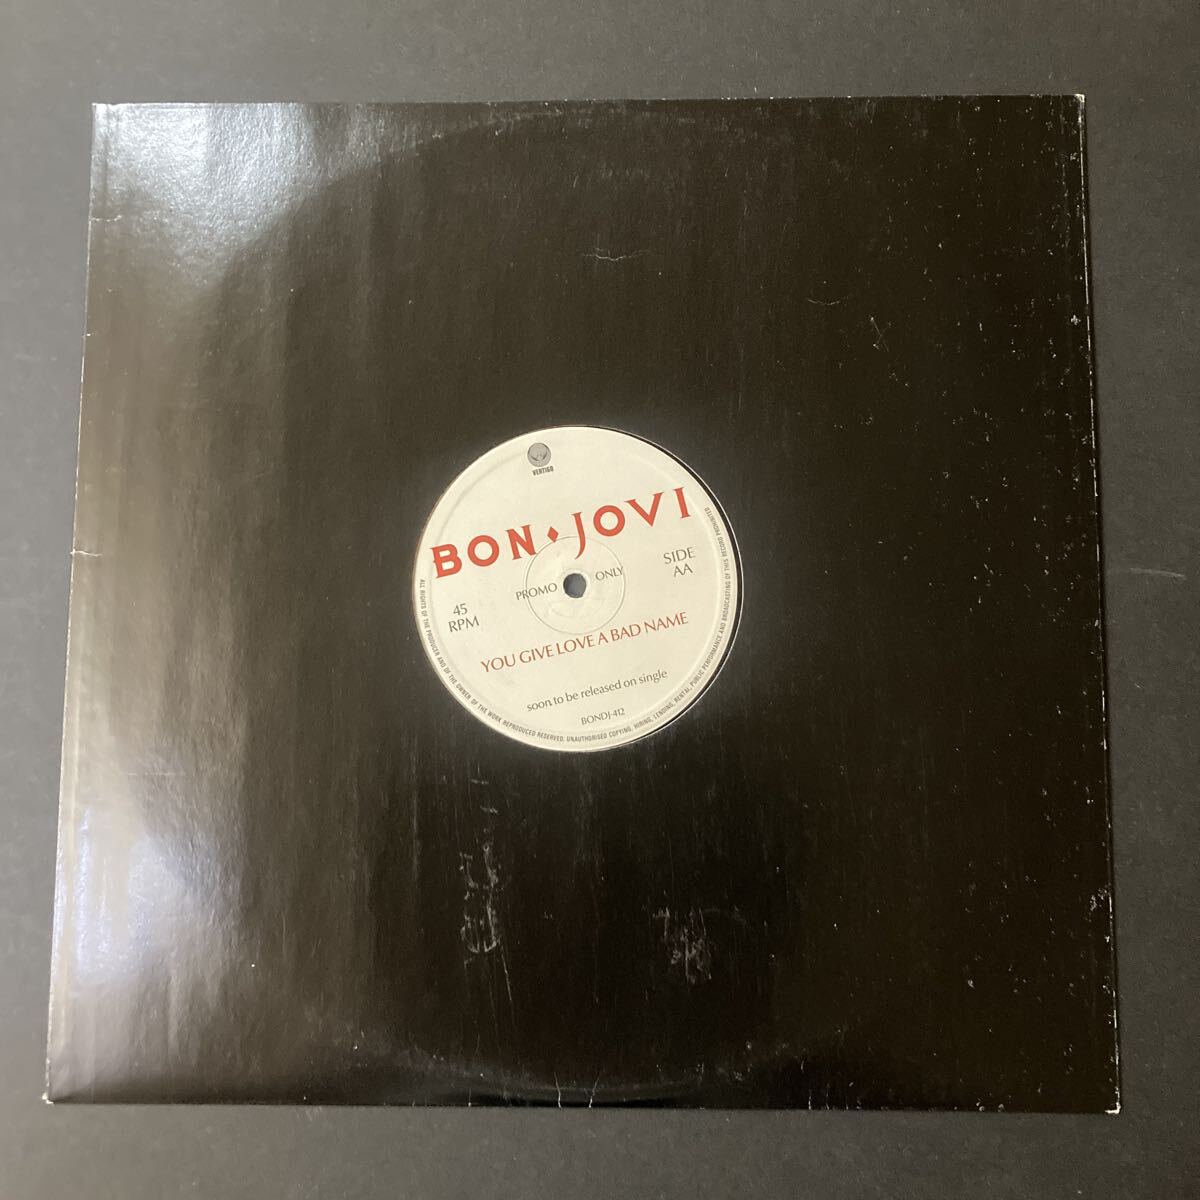 VERTIGO
BON♦JOVI
SIDE
AA
PROMO ONLY
45
RPM
YOU GIVE LOVE A BAD NAME
soon to be released on single
BONDJ-412
ALL RIGHTS OF THE PRODUCER AND OF THE OWNER OF THE WORK REPRODUCED RESERVED. UNAUTHORISED COPYING, HIRING, LENDING, RENTAL, PUBLIC PERFORMANCE AND BROADCASTING OF THIS RECORD PROHIBITED